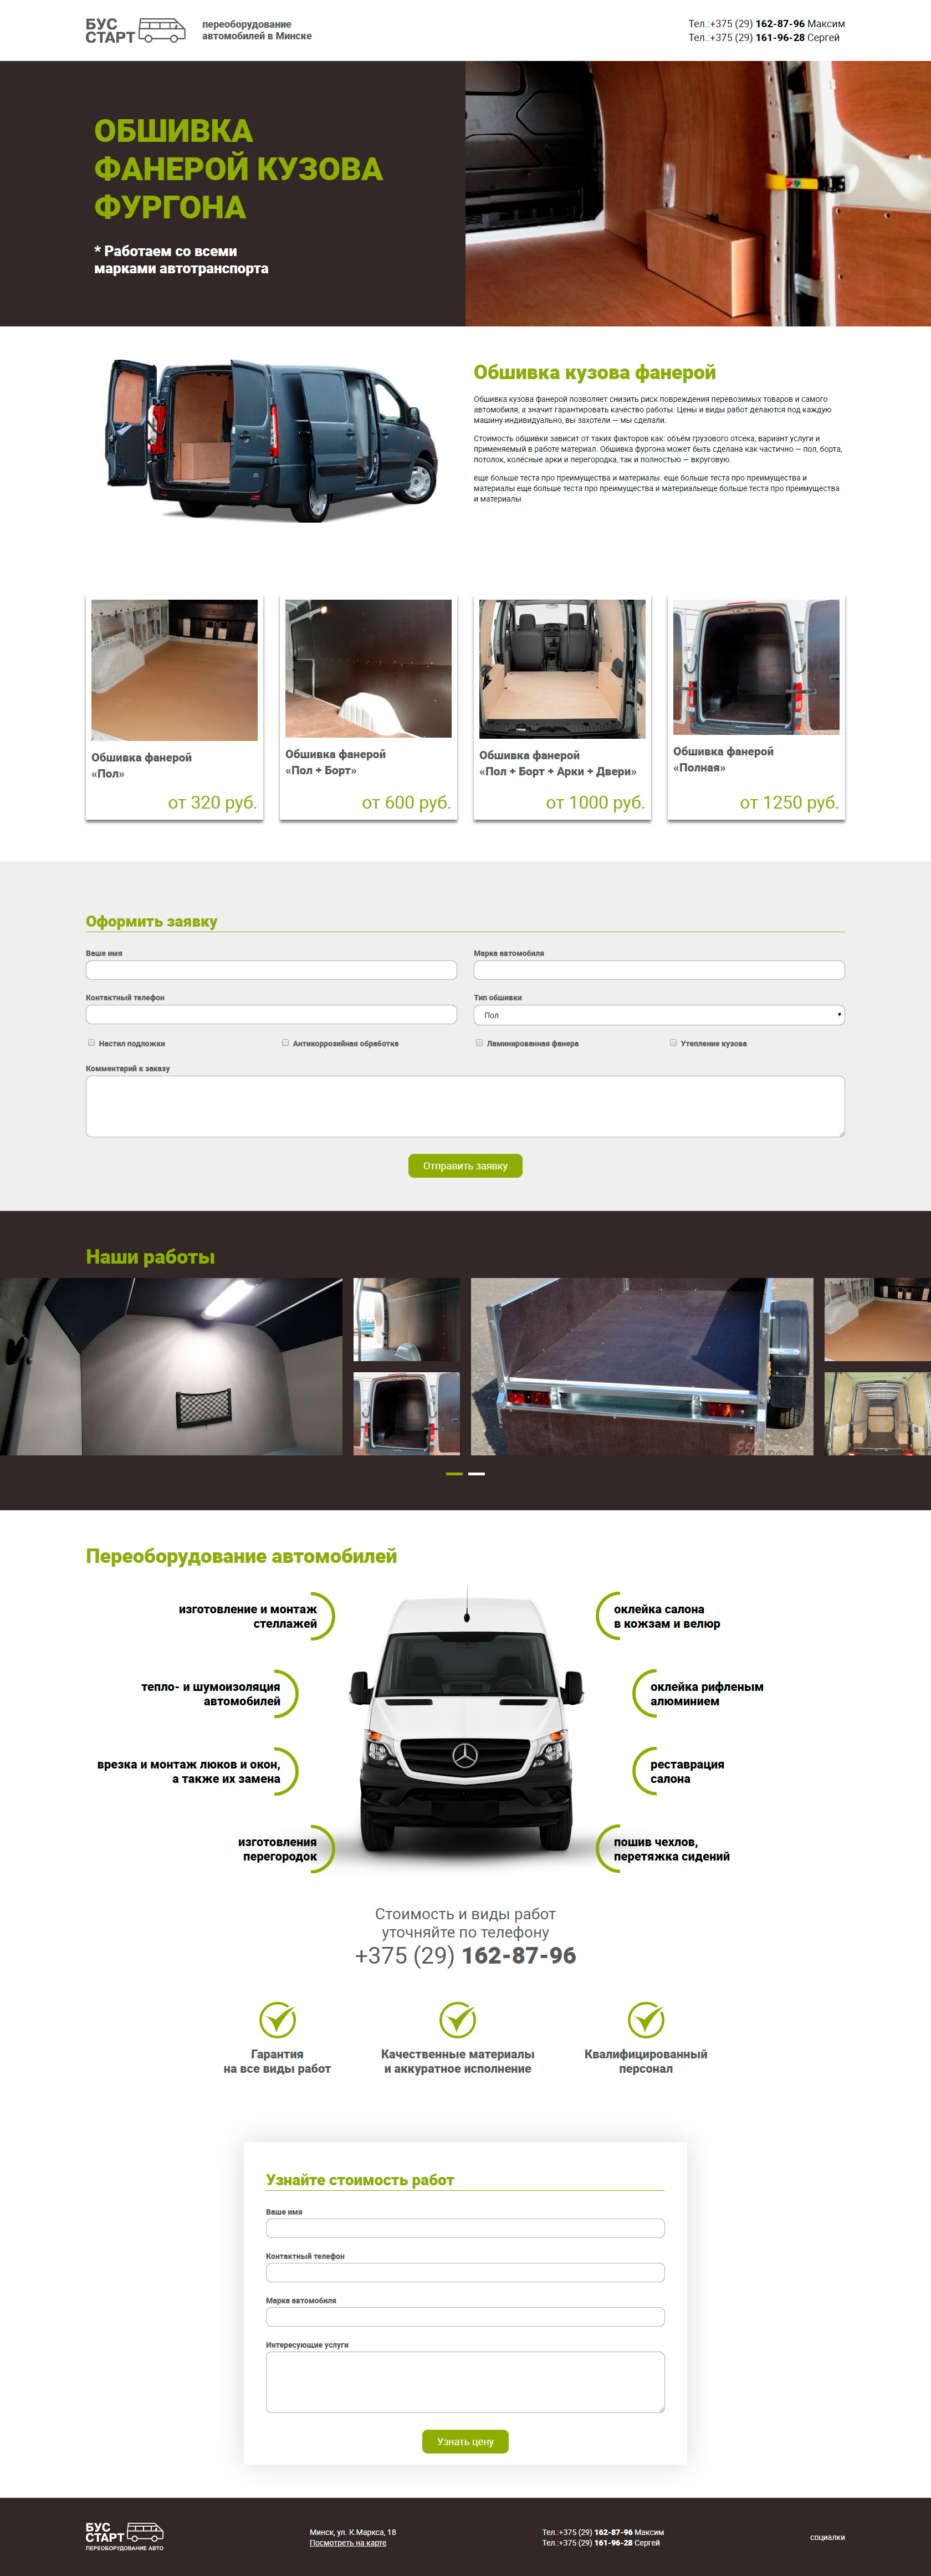 БУС
СТАРТ
переоборудование
автомобилей в Минске
Тел.:+375 (29) 162-87-96 Максим
Тел.:+375 (29) 161-96-28 Сергей
ОБШИВКА
ФАНЕРОЙ КУЗОВА
ФУРГОНА
* Работаем со всеми
марками автотранспорта
Обшивка кузова фанерой
Обшивка кузова фанерой позволяет снизить риск повреждения перевозимых товаров и самого
автомобиля, а значит гарантировать качество работы. Цены и виды работ делаются под каждую
машину индивидуально, вы захотели — мы сделали.
Стоимость обшивки зависит от таких факторов как: объём грузового отсека, вариант услуги и
применяемый в работе материал. Обшивка фургона может быть сделана как частично — пол, борта,
потолок, колёсные арки и перегородка, так и полностью — вкруговую.
еще больше теста про преимущества и материалы. еще больше теста про преимущества и
материалы еще больше теста про преимущества и материалыеще больше теста про преимущества
и материалы
Обшивка фанерой
«Пол»
от 320 руб.
Обшивка фанерой
«Пол + Борт»
от 600 руб.
Обшивка фанерой
«Пол + Борт + Арки + Двери»
от 1000 руб.
Обшивка фанерой
«Полная»
от 1250 руб.
Оформить заявку
Ваше имя
Марка автомобиля
Контактный телефон
Тип обшивки
Пол
Настил подложки
Антикоррозийная обработка
Ламинированная фанера
Утепление кузова
Комментарий к заказу
Отправить заявку
Наши работы
Переоборудование автомобилей
изготовление и монтаж
стеллажей
оклейка салона
в кожзам и велюр
тепло- и шумоизоляция
автомобилей
оклейка рифленым
алюминием
врезка и монтаж люков и окон,
а также их замена
реставрация
салона
изготовления
перегородок
пошив чехлов,
перетяжка сидений
Стоимость и виды работ
уточняйте по телефону
+375 (29) 162-87-96
Гарантия
на все виды работ
Качественные материалы
и аккуратное исполнение
Квалифицированный
персонал
Узнайте стоимость работ
Ваше имя
Контактный телефон
Марка автомобиля
Интересующие услуги
Узнать цену
БУС
СТАРТ
ПЕРЕОБОРУДОВАНИЕ АВТО
Минск, ул. К.Маркса, 18
Посмотреть на карте
Тел.:+375 (29) 162-87-96 Максим
Тел.:+375 (29) 161-96-28 Сергей
социалки